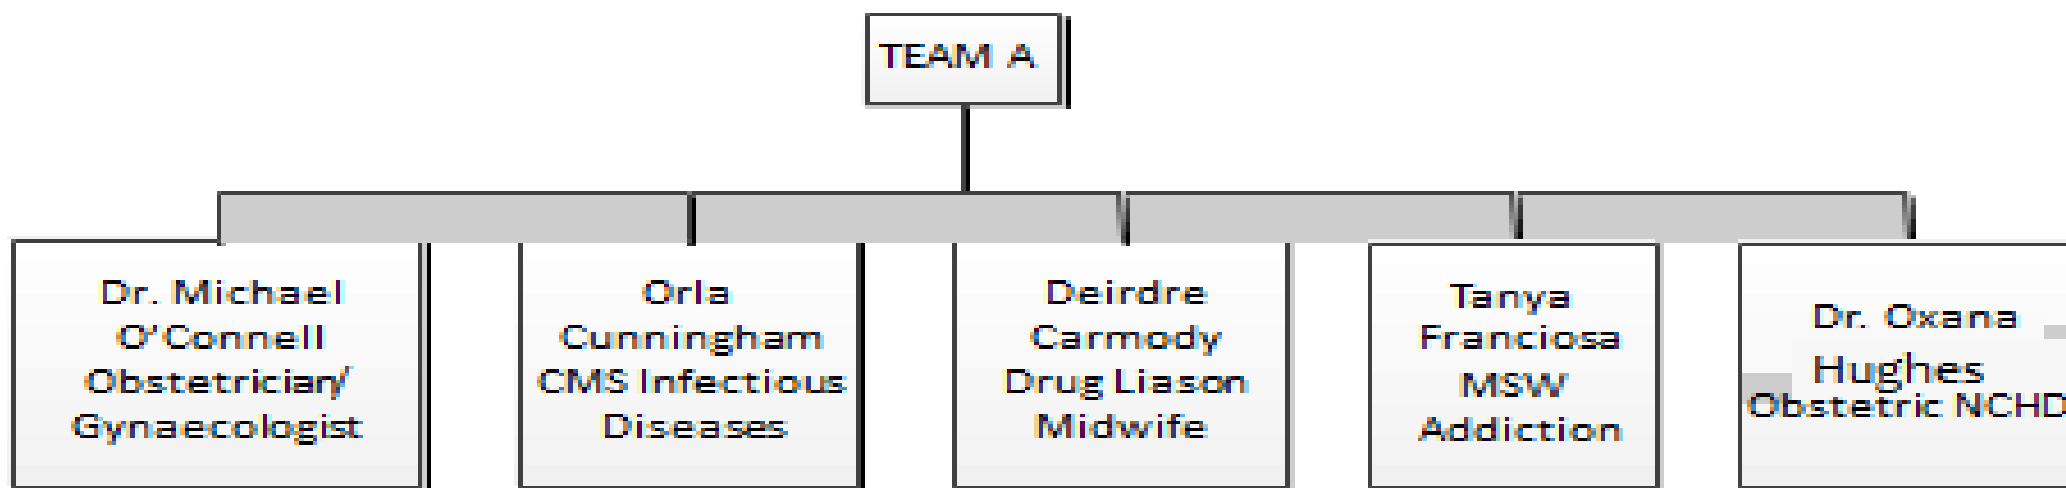 TEAM A
Dr. Michael
O'Connell
Obstetrician/
Gynaecologist
Orla
Cunningham
CMS Infectious
Diseases
Deirdre
Carmody
Drug Liason
Midwife
Tanya
Franciosa
MSW
Addiction
Dr. Oxana
Hughes
Obstetric NCHD